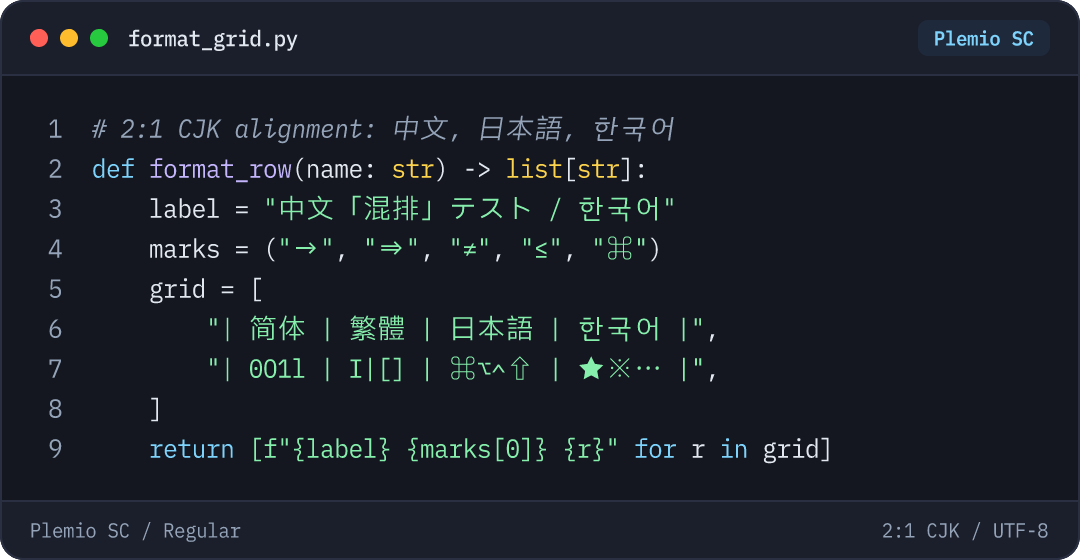 format_grid.py
Plemio SC
1 # 2:1 CJK alignment: 中文, 日本語, 한국어
2 def format_row(name: str) -> list[str]:
3     label = "中文「混排」テスト / 한국어"
4     marks = ("→", "⇒", "≠", "≤", "⌘")
5     grid = [
6         "| 简体 | 繁體 | 日本語 | 한국어 |",
7         "| 0O1l | I|[] | ⌘⌥⌃⇧ | ★※… |",
8     ]
9     return [f"{label} {marks[0]} {r}" for r in grid]
Plemio SC / Regular
2:1 CJK / UTF-8